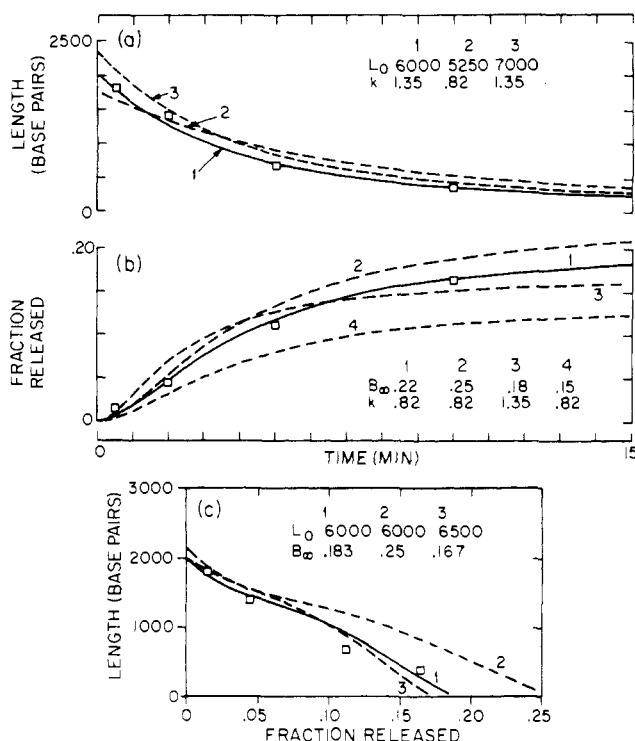 (a)
2500
0
LENGTH
(BASE PAIRS)
1 2 3
L0 6000 5250 7000
k 1.35 .82 1.35
3
2
1
(b)
.20
0
FRACTION
RELEASED
2
1
3
4
1 2 3 4
B∞ .22 .25 .18 .15
k .82 .82 1.35 .82
0 TIME (MIN) 15
(c)
3000
2000
1000
0
LENGTH (BASE PAIRS)
1 2 3
L0 6000 6000 6500
B∞ .183 .25 .167
2
1
3
0 .05 .10 .15 .20 .25
FRACTION RELEASED